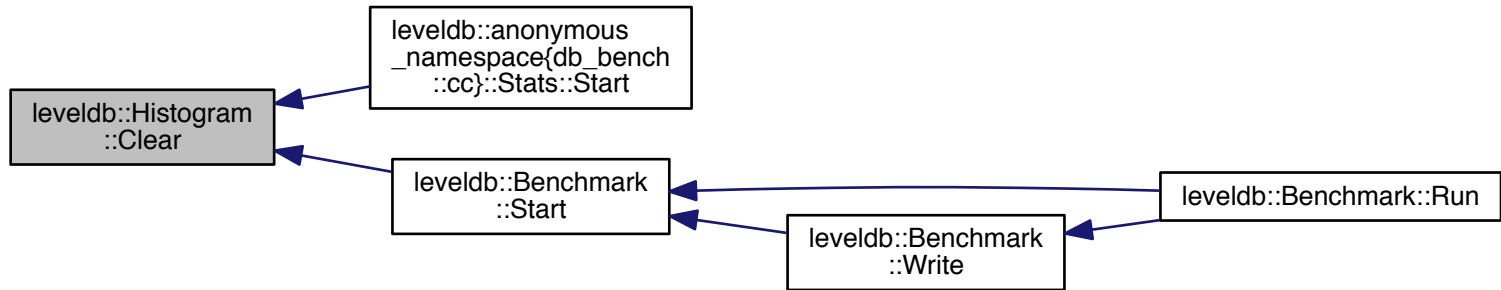 leveldb::Histogram
::Clear
leveldb::anonymous
_namespace{db_bench
::cc}::Stats::Start
leveldb::Benchmark
::Start
leveldb::Benchmark
::Write
leveldb::Benchmark::Run